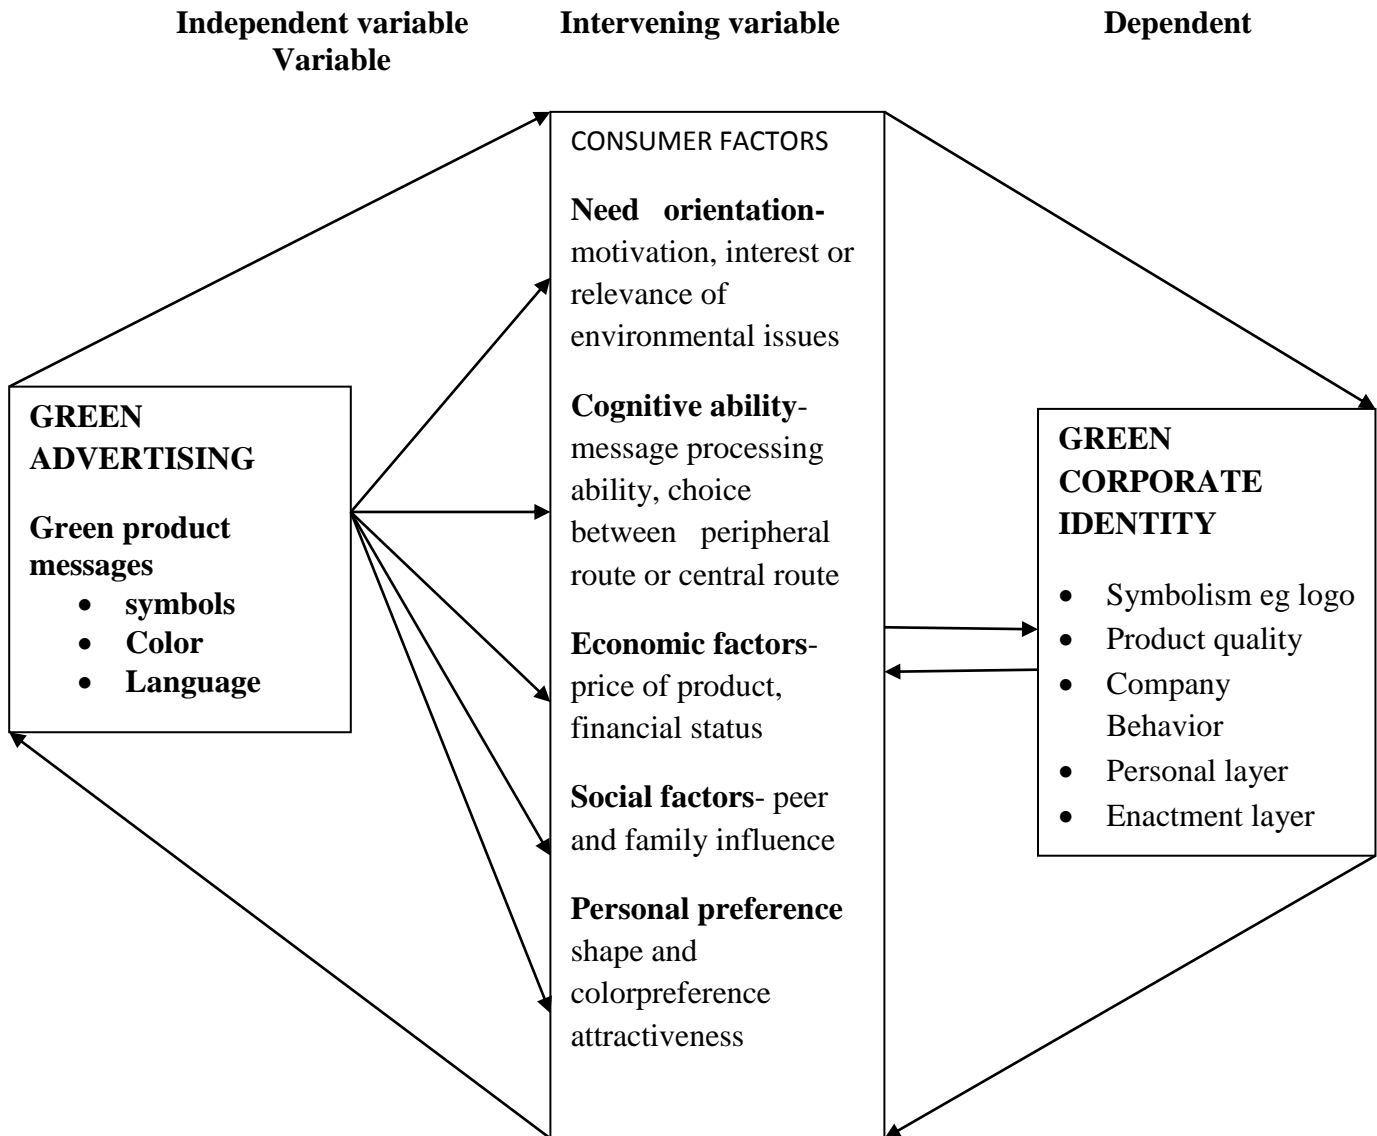 Independent variable Intervening variable Dependent
Variable
CONSUMER FACTORS
Need orientation-
motivation, interest or
relevance of
environmental issues
Cognitive ability-
message processing
ability, choice
between peripheral
route or central route
Economic factors-
price of product,
financial status
Social factors- peer
and family influence
Personal preference
shape and
colorpreference
attractiveness
GREEN
ADVERTISING
Green product
messages
• symbols
• Color
• Language
GREEN
CORPORATE
IDENTITY
• Symbolism eg logo
• Product quality
• Company
Behavior
• Personal layer
• Enactment layer